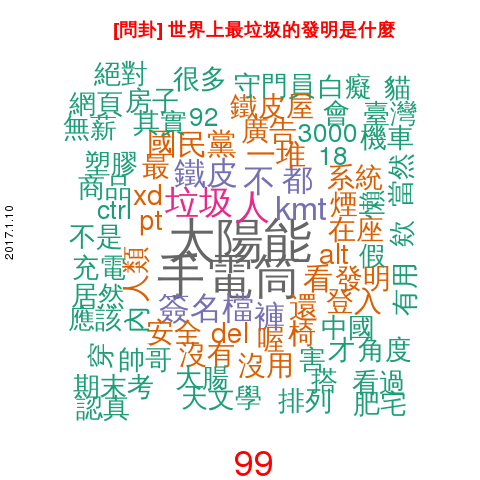 [問卦] 世界上最垃圾的發明是什麼
絕對 很多 守門員 白癡 貓
網頁 房子 鐵皮屋 會 臺灣
無薪 其實 92 廣告 3000 機車
國民黨 一堆 18
塑膠 最 鐵皮 不 都 系統 當然
商品 xd 垃圾 人 kmt 煙 懶
ctrl pt 在座 欸
不是 太陽能 alt 假
充電 人類 手電筒 看 發明 有用
居然 簽名檔 褲 還 登入
應該 內 安全 del 喔 椅 中國
穿 帥哥 沒有 沒用 害 才 角度
期末考 大腸 搭 看過
認真 天文學 排列 肥宅
2017.1.10
99